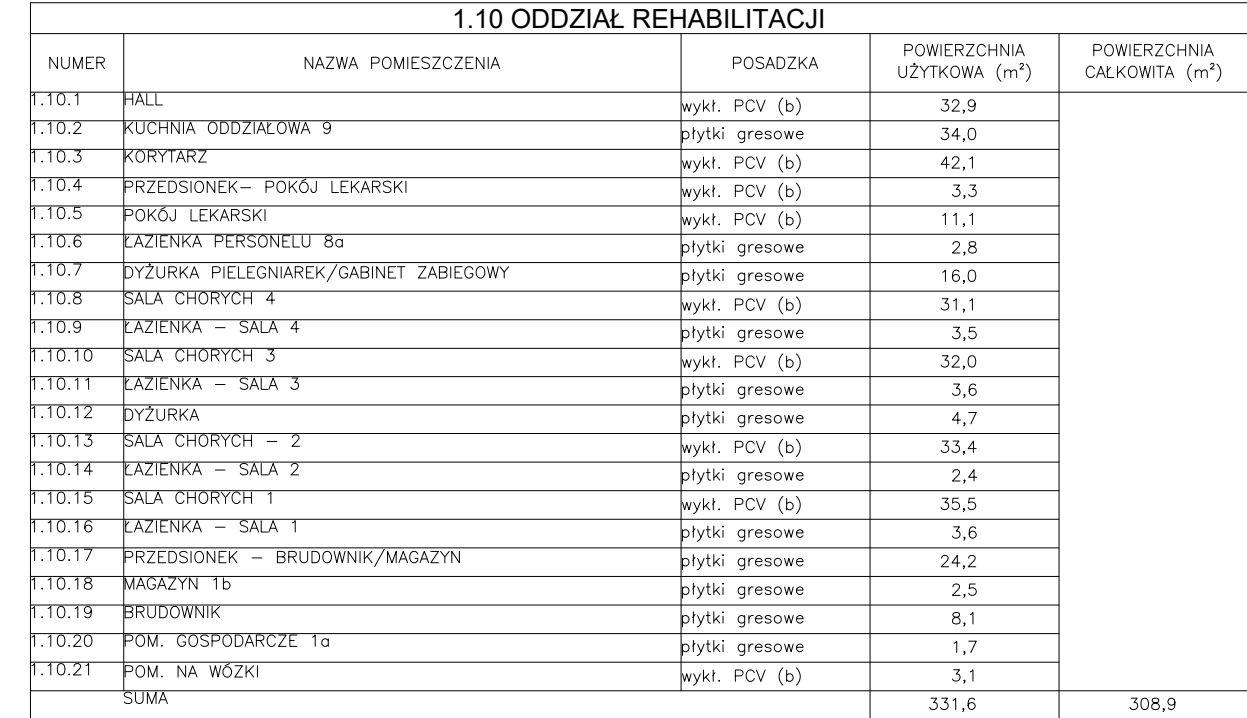 1.10 ODDZIAŁ REHABILITACJI
NUMER NAZWA POMIESZCZENIA POSADZKA POWIERZCHNIA UŻYTKOWA (m²) POWIERZCHNIA CAŁKOWITA (m²)
1.10.1 HALL wykł. PCV (b) 32,9
1.10.2 KUCHNIA ODDZIAŁOWA 9 płytki gresowe 34,0
1.10.3 KORYTARZ wykł. PCV (b) 42,1
1.10.4 PRZEDSIONEK– POKÓJ LEKARSKI wykł. PCV (b) 3,3
1.10.5 POKÓJ LEKARSKI wykł. PCV (b) 11,1
1.10.6 ŁAZIENKA PERSONELU 8a płytki gresowe 2,8
1.10.7 DYŻURKA PIELEGNIAREK/GABINET ZABIEGOWY płytki gresowe 16,0
1.10.8 SALA CHORYCH 4 wykł. PCV (b) 31,1
1.10.9 ŁAZIENKA – SALA 4 płytki gresowe 3,5
1.10.10 SALA CHORYCH 3 wykł. PCV (b) 32,0
1.10.11 ŁAZIENKA – SALA 3 płytki gresowe 3,6
1.10.12 DYŻURKA płytki gresowe 4,7
1.10.13 SALA CHORYCH – 2 wykł. PCV (b) 33,4
1.10.14 ŁAZIENKA – SALA 2 płytki gresowe 2,4
1.10.15 SALA CHORYCH 1 wykł. PCV (b) 35,5
1.10.16 ŁAZIENKA – SALA 1 płytki gresowe 3,6
1.10.17 PRZEDSIONEK – BRUDOWNIK/MAGAZYN płytki gresowe 24,2
1.10.18 MAGAZYN 1b płytki gresowe 2,5
1.10.19 BRUDOWNIK płytki gresowe 8,1
1.10.20 POM. GOSPODARCZE 1a płytki gresowe 1,7
1.10.21 POM. NA WÓZKI wykł. PCV (b) 3,1
SUMA 331,6 308,9